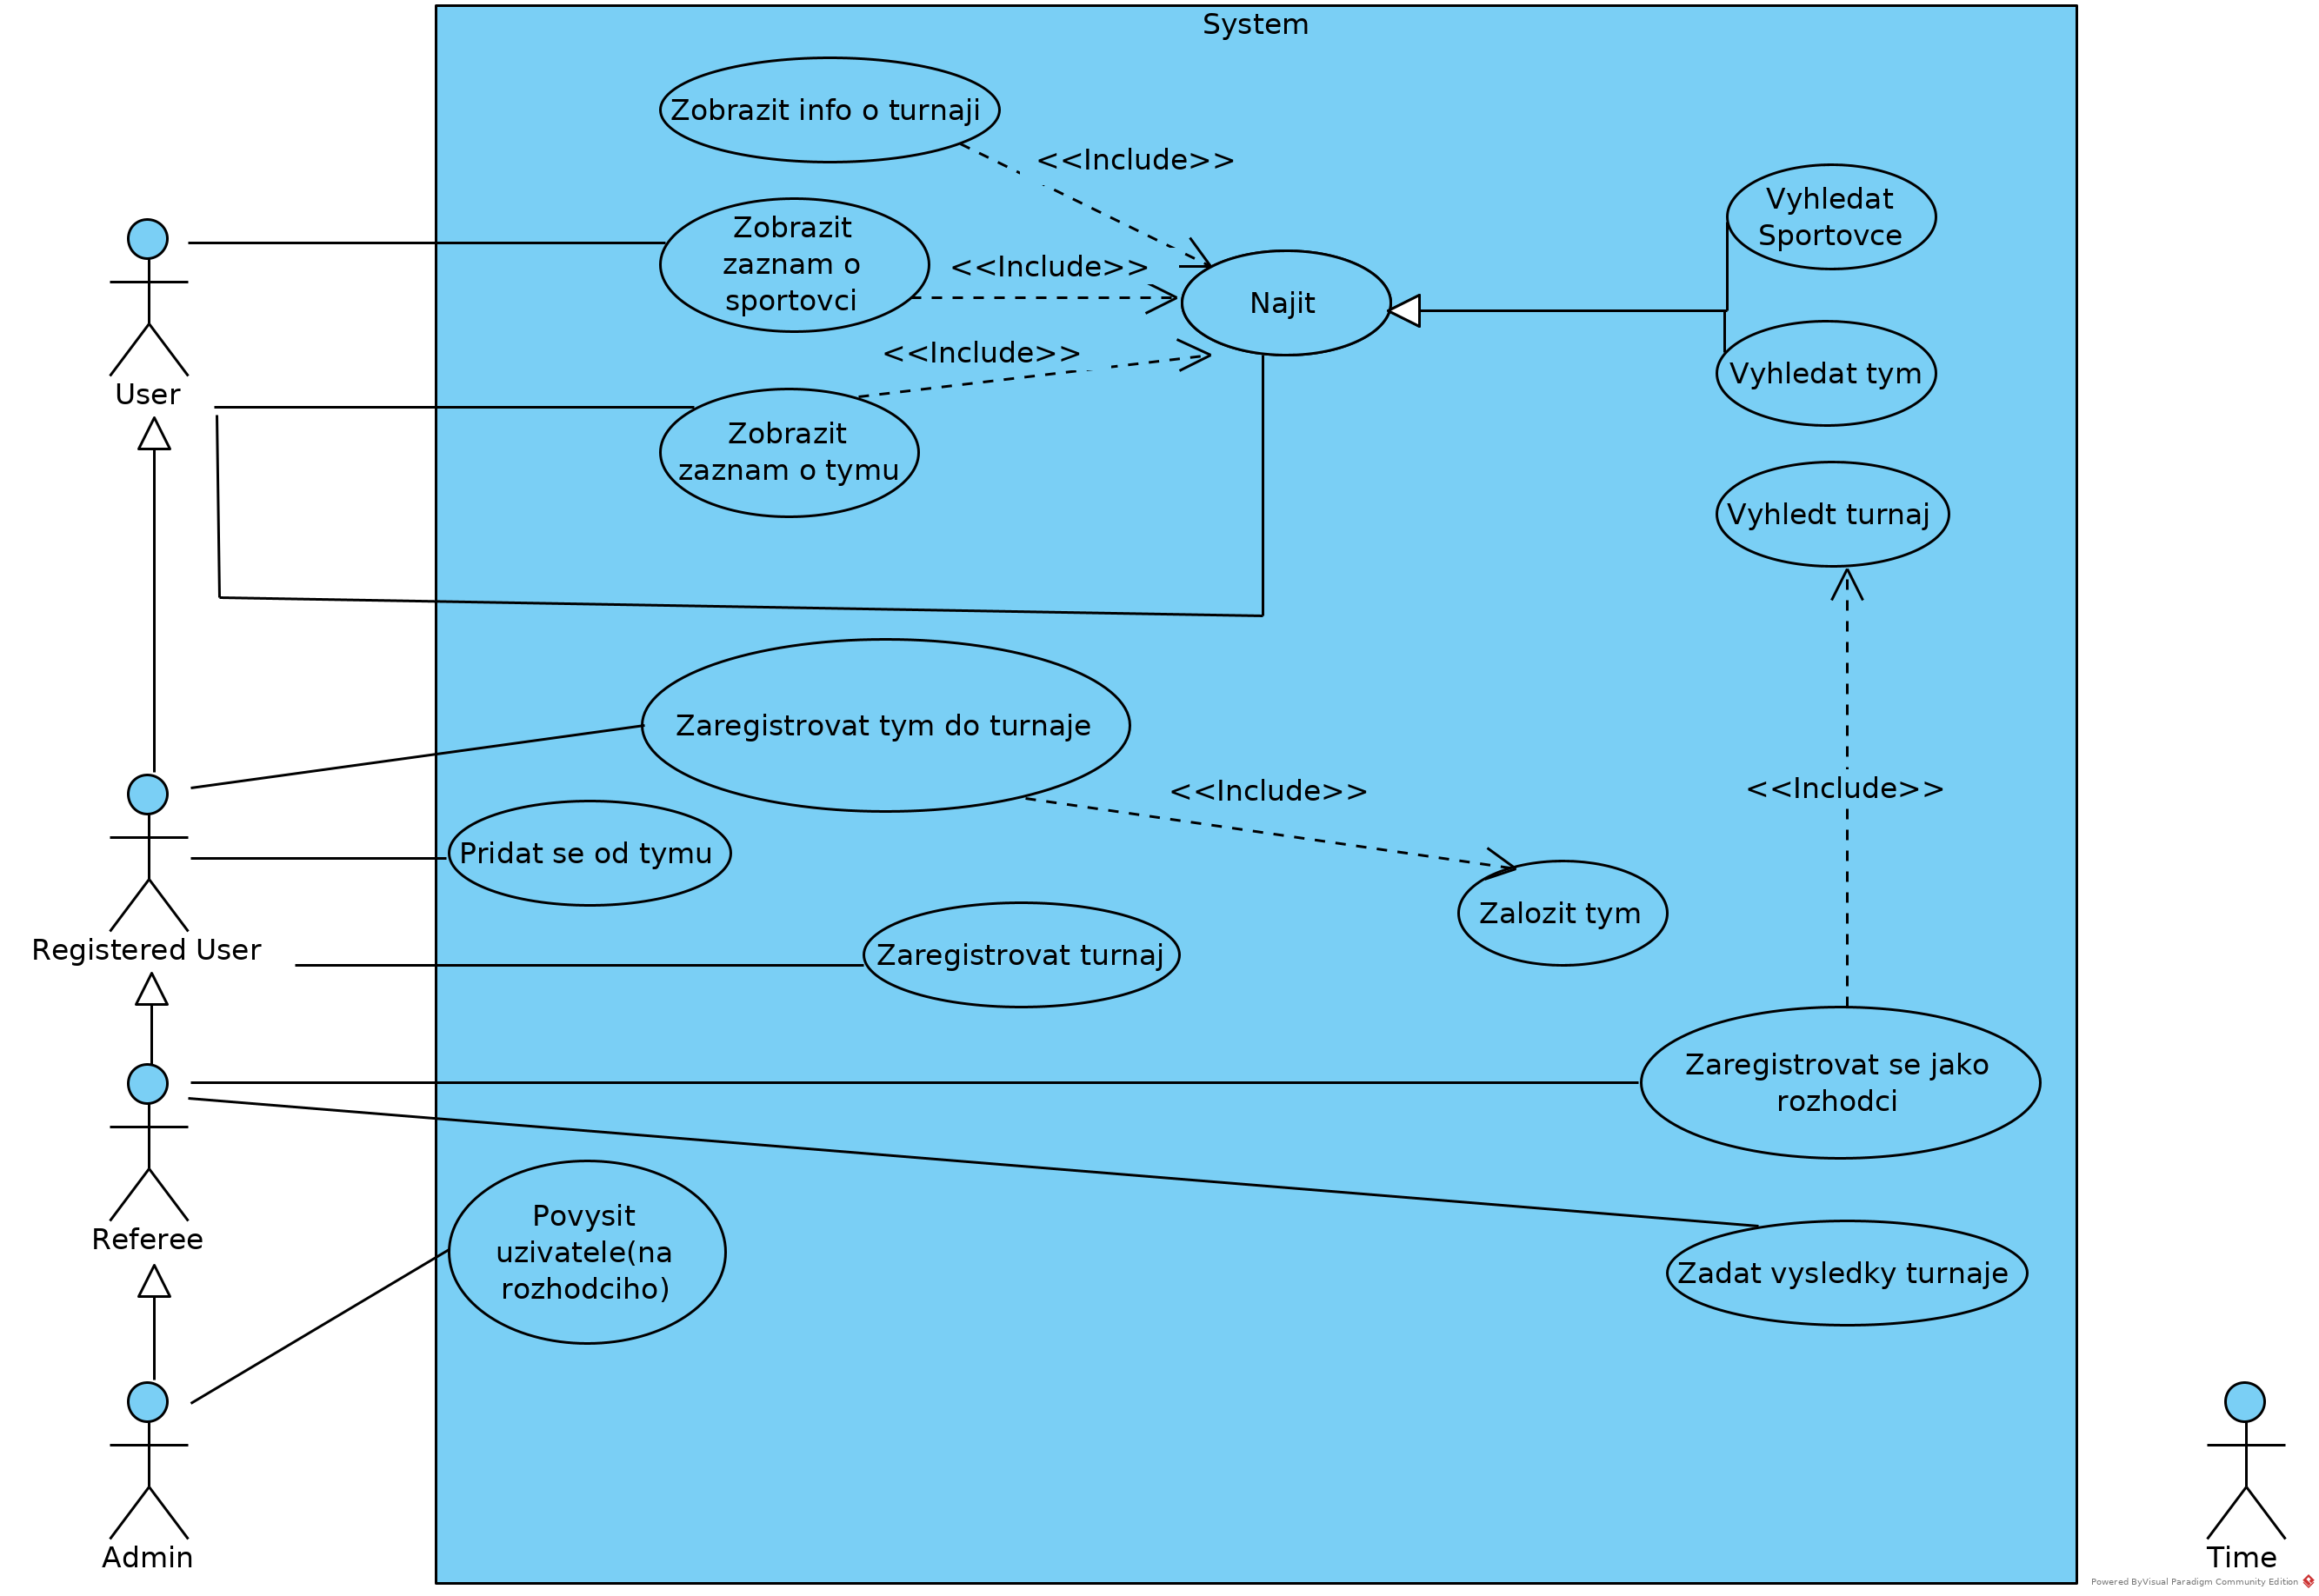 System
Zobrazit info o turnaji
<<Include>>
Vyhledat
Sportovce
Zobrazit
zaznam o
sportovci
<<Include>>
Najit
<<Include>>
Vyhledat tym
User
Zobrazit
zaznam o tymu
Vyhledt turnaj
Zaregistrovat tym do turnaje
<<Include>>
<<Include>>
Pridat se od tymu
Zalozit tym
Registered User
Zaregistrovat turnaj
Zaregistrovat se jako
rozhodci
Referee
Povysit
uzivatele(na
rozhodciho)
Zadat vysledky turnaje
Admin
Time
Powered ByVisual Paradigm Community Edition